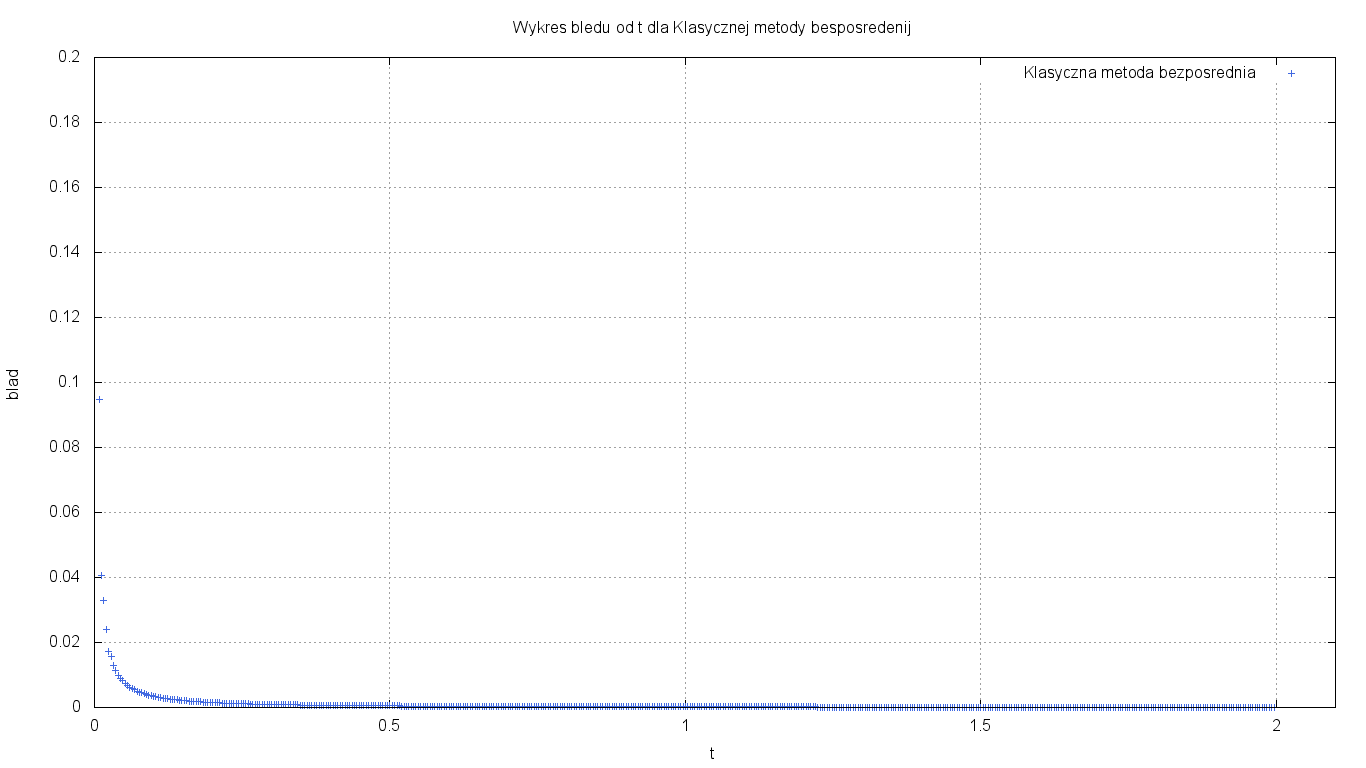 Wykres bledu od t dla Klasycznej metody besposredenij
Klasyczna metoda bezposrednia
0.2
0.18
0.16
0.14
0.12
0.1
0.08
0.06
0.04
0.02
0
blad
0 0.5 1 1.5 2
t